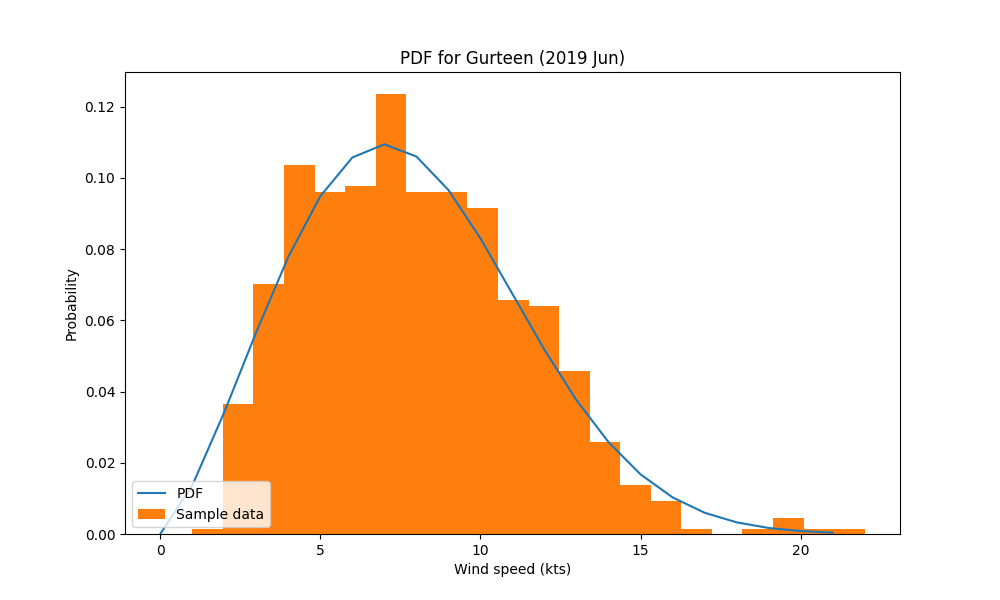 PDF for Gurteen (2019 Jun)
0.12
0.10
0.08
0.06
0.04
0.02
0.00
Probability
PDF
Sample data
0 5 10 15 20
Wind speed (kts)